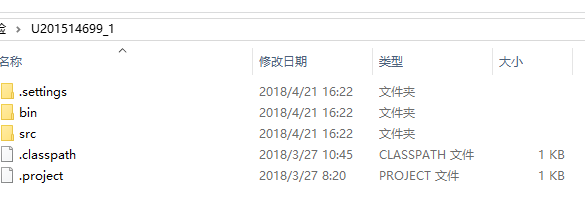 验 > U201514699_1
名称 修改日期 类型 大小
.settings 2018/4/21 16:22 文件夹
bin 2018/4/21 16:22 文件夹
src 2018/4/21 16:22 文件夹
.classpath 2018/3/27 10:45 CLASSPATH 文件 1 KB
.project 2018/3/27 8:20 PROJECT 文件 1 KB